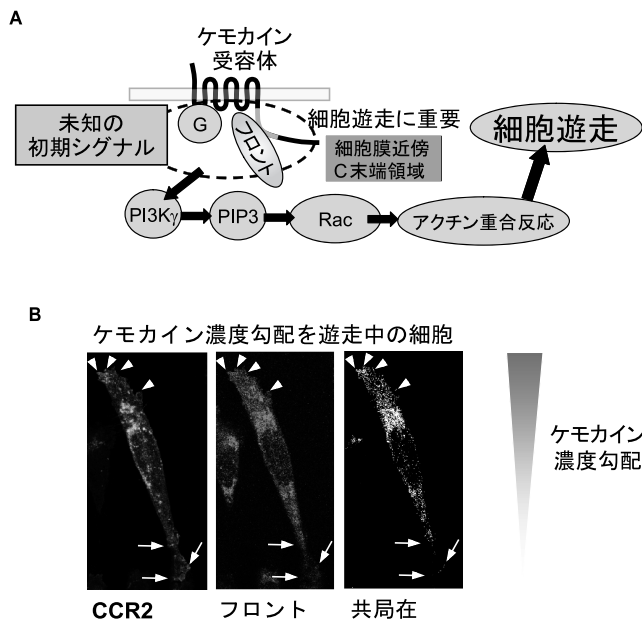 A
ケモカイン
受容体
未知の
初期シグナル
G
フロント
細胞遊走に重要
細胞膜近傍
C末端領域
細胞遊走
PI3Kγ
PIP3
Rac
アクチン重合反応
B
ケモカイン濃度勾配を遊走中の細胞
ケモカイン
濃度勾配
CCR2
フロント
共局在